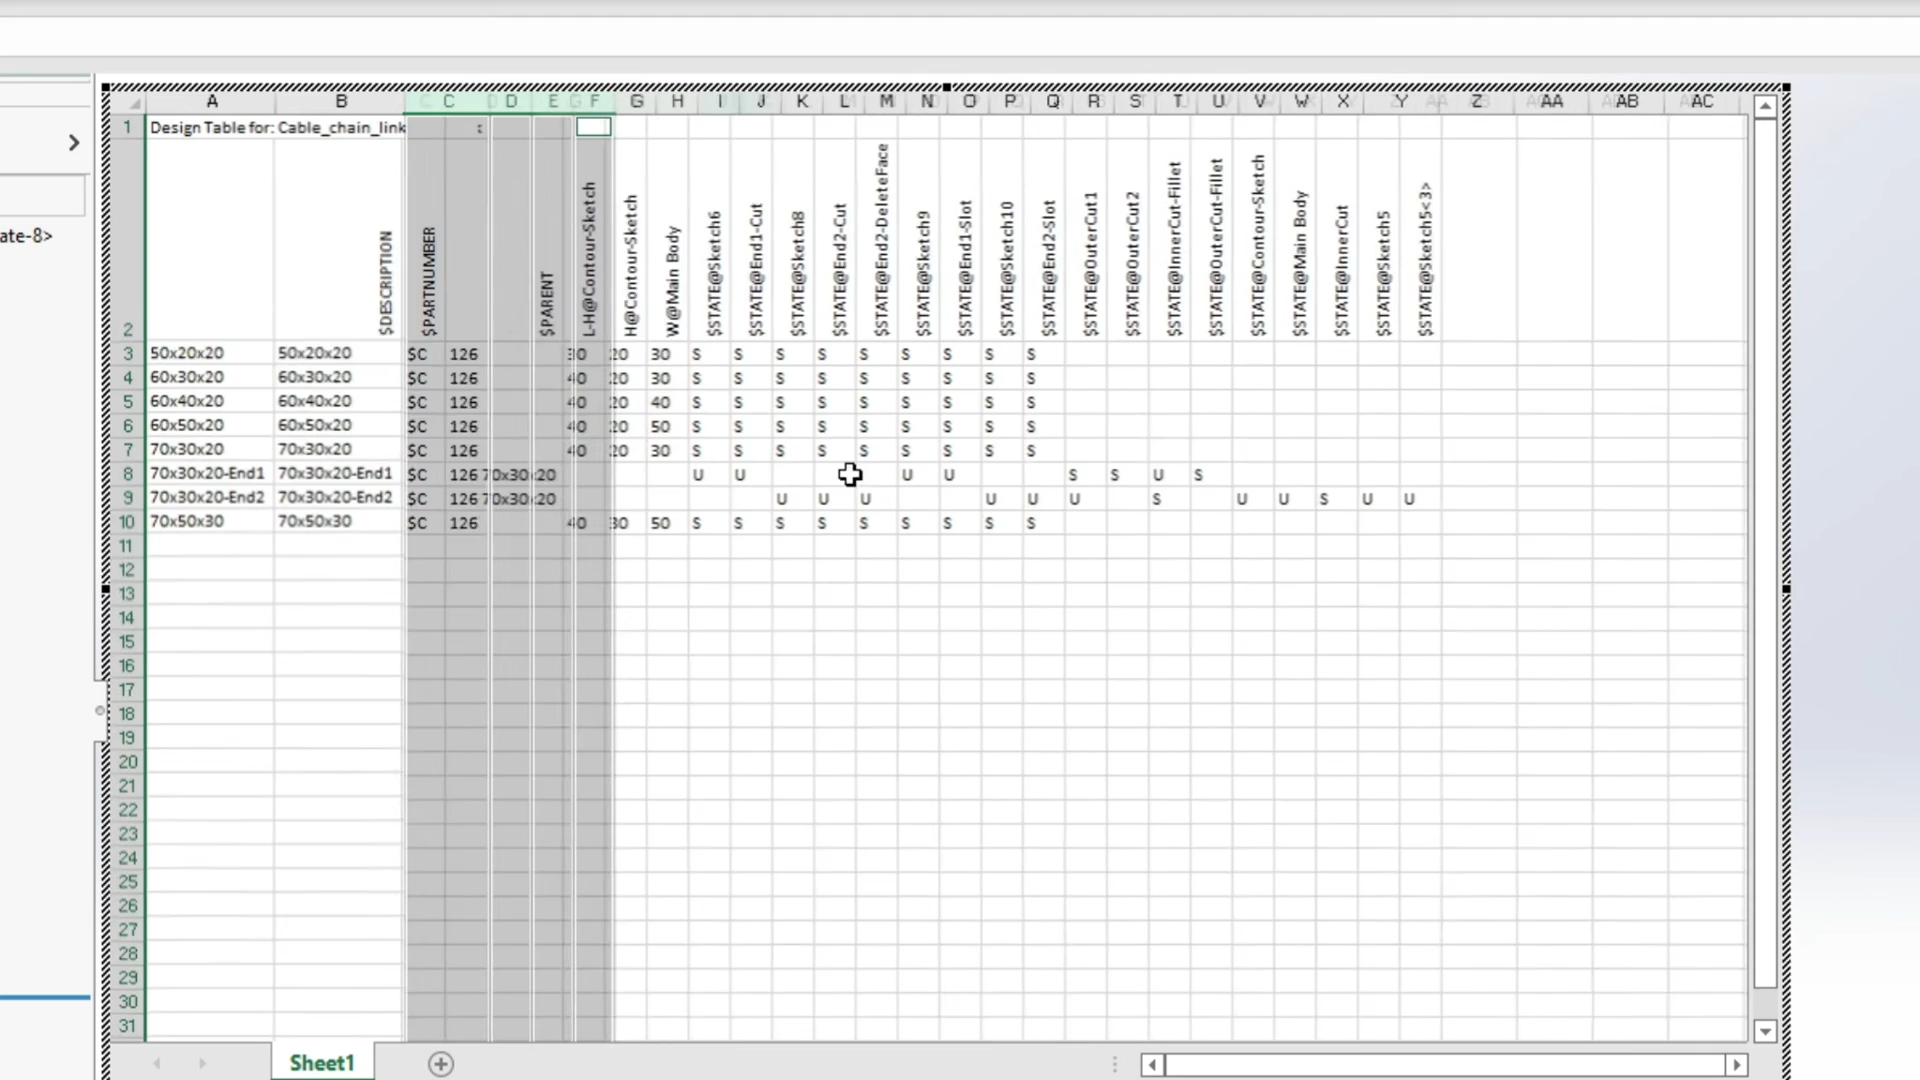 ate-8>
A B C D E F G H I J K L M N O P Q R S T U V W X Y Z AA AB AC
1 Design Table for: Cable_chain_link
2 $DESCRIPTION $PARTNUMBER $PARENT L-H@Contour-Sketch H@Contour-Sketch W@Main Body $STATE@Sketch6 $STATE@End1-Cut $STATE@Sketch8 $STATE@End2-Cut $STATE@End2-DeleteFace $STATE@Sketch9 $STATE@End1-Slot $STATE@Sketch10 $STATE@End2-Slot $STATE@OuterCut1 $STATE@OuterCut2 $STATE@InnerCut-Fillet $STATE@OuterCut-Fillet $STATE@Contour-Sketch $STATE@Main Body $STATE@InnerCut $STATE@Sketch5 $STATE@Sketch5<3>
3 50x20x20 50x20x20 $C 126 30 20 30 S S S S S S S S S
4 60x30x20 60x30x20 $C 126 40 20 30 S S S S S S S S S
5 60x40x20 60x40x20 $C 126 40 20 40 S S S S S S S S S
6 60x50x20 60x50x20 $C 126 40 20 50 S S S S S S S S S
7 70x30x20 70x30x20 $C 126 40 20 30 S S S S S S S S S
8 70x30x20-End1 70x30x20-End1 $C 126 70x30x20 U U U U S S U S
9 70x30x20-End2 70x30x20-End2 $C 126 70x30x20 U U U U U U S U U S U U
10 70x50x30 70x50x30 $C 126 40 30 50 S S S S S S S S S
11
12
13
14
15
16
17
18
19
20
21
22
23
24
25
26
27
28
29
30
31
Sheet1